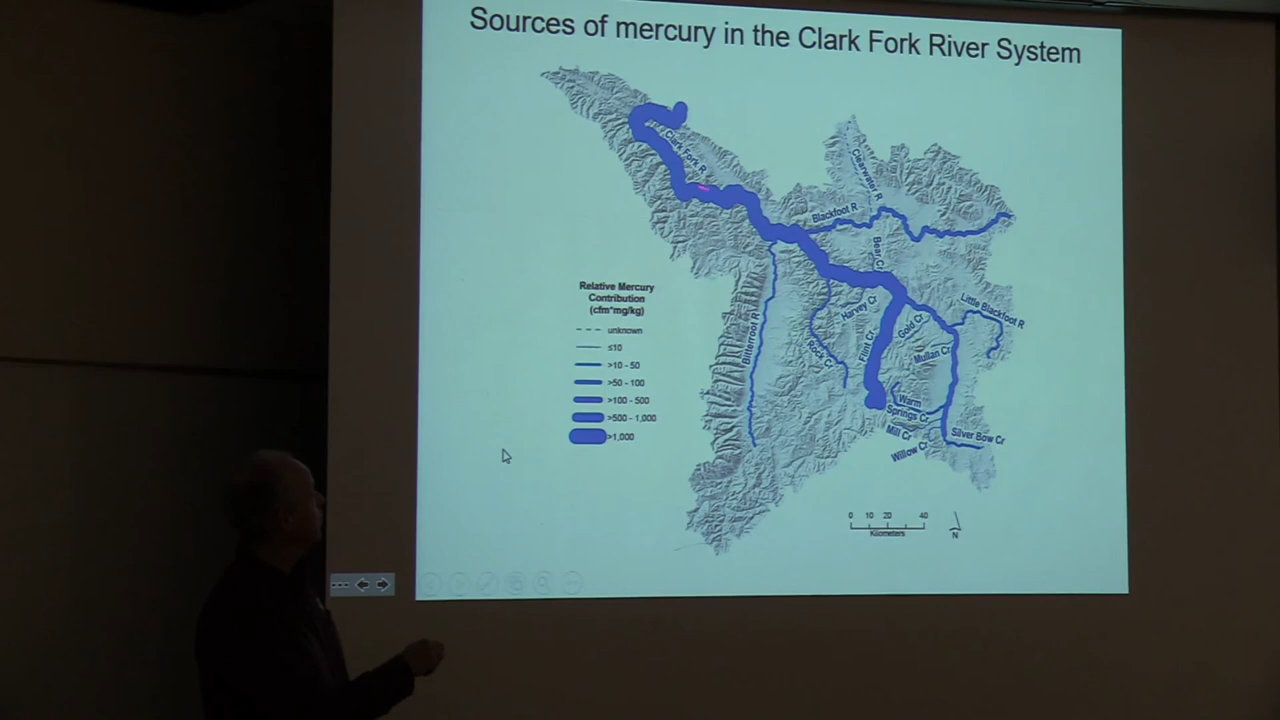 Sources of mercury in the Clark Fork River System
Clark Fork R
Clearwater R
Blackfoot R
Bear Cr
Little Blackfoot R
Relative Mercury
Contribution
(cfm*mg/kg)
unknown
≤10
>10 - 50
>50 - 100
>100 - 500
>500 - 1,000
>1,000
Bitterroot R
Rock Cr
Harvey Cr
Flint Cr
Gold Cr
Mullan Cr
Warm
Springs Cr
Mill Cr
Willow Cr
Silver Bow Cr
0 10 20 40
Kilometers
N